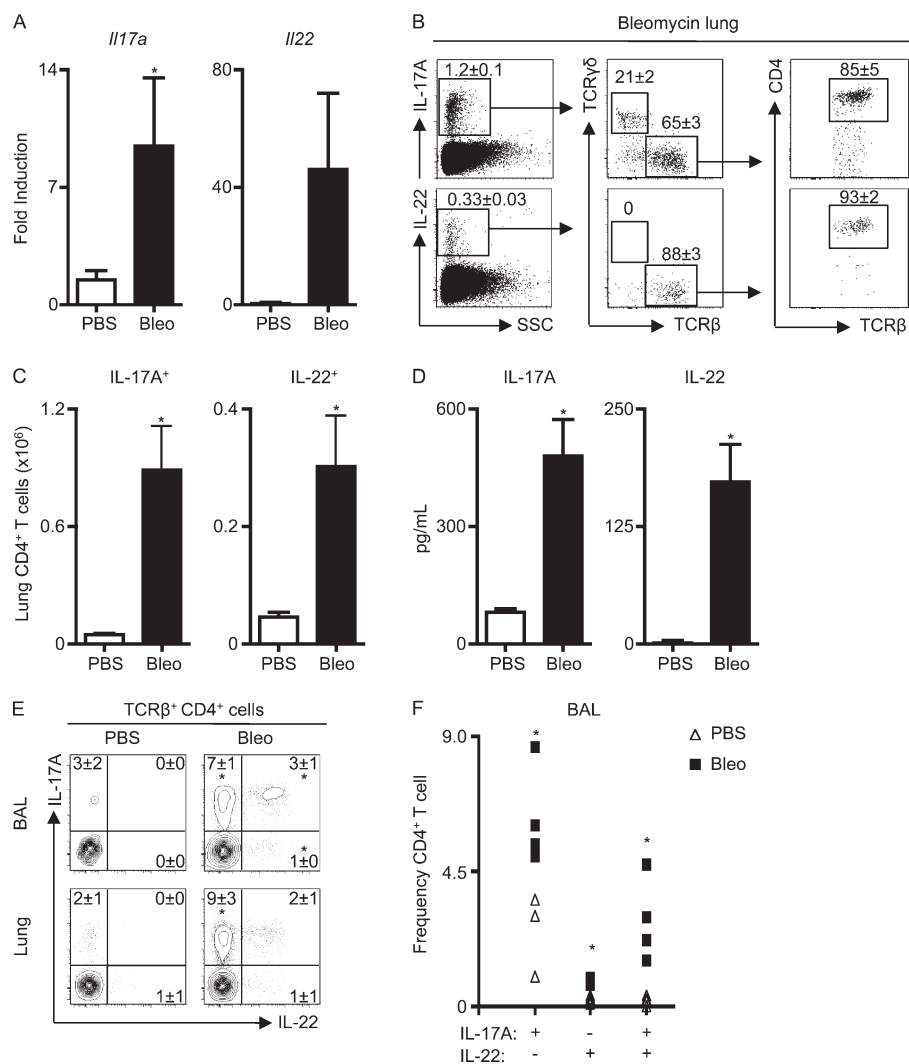 A
Il17a
Il22
Fold Induction
14
7
0
*
PBS
Bleo
80
40
0
PBS
Bleo
B
Bleomycin lung
IL-17A
1.2±0.1
TCRγδ
21±2
65±3
CD4
85±5
IL-22
0.33±0.03
0
88±3
93±2
SSC
TCRβ
TCRβ
C
IL-17A⁺
IL-22⁺
Lung CD4⁺ T cells (x10⁶)
1.2
0.6
0
*
PBS
Bleo
0.4
0.2
0
*
PBS
Bleo
D
IL-17A
IL-22
pg/mL
600
300
0
*
PBS
Bleo
250
125
0
*
PBS
Bleo
E
TCRβ⁺ CD4⁺ cells
PBS
Bleo
IL-17A
BAL
3±2
0±0
0±0
7±1
*
3±1
*
*
1±0
Lung
2±1
0±0
1±1
9±3
*
2±1
1±1
IL-22
F
BAL
PBS
Bleo
Frequency CD4⁺ T cell
9.0
4.5
0
*
*
*
IL-17A: + - +
IL-22: - + +